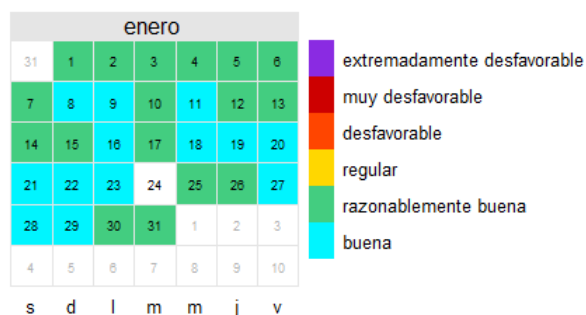 enero
31 1 2 3 4 5 6
7 8 9 10 11 12 13
14 15 16 17 18 19 20
21 22 23 24 25 26 27
28 29 30 31 1 2 3
4 5 6 7 8 9 10
s d l m m j v
extremadamente desfavorable
muy desfavorable
desfavorable
regular
razonablemente buena
buena